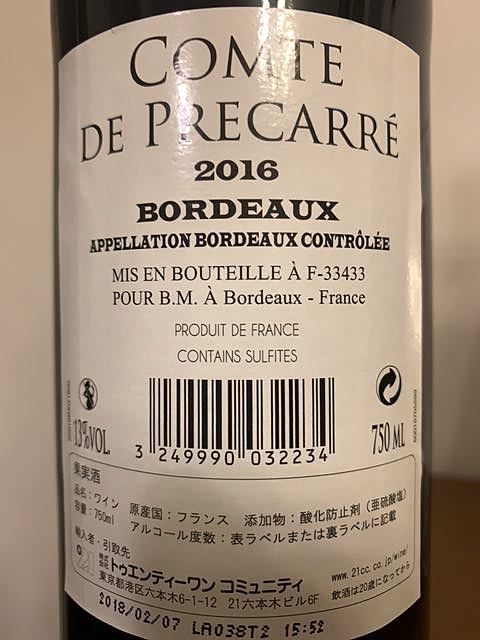 COMTE
DE PRECARRÉ
2016
BORDEAUX
APPELLATION BORDEAUX CONTRÔLÉE
MIS EN BOUTEILLE À F-33433
POUR B.M. À Bordeaux - France
PRODUIT DE FRANCE
CONTAINS SULFITES
13%VOL.
3 249990 032234
750 ML
果実酒
品名：ワイン 原産国：フランス 添加物：酸化防止剤（亜硫酸塩）
容量：750ml アルコール度数：表ラベルまたは裏ラベルに記載
輸入者・引取先
株式会社 トゥエンティーワン コミュニティ www.21cc.co.jp/wine/
東京都港区六本木6-1-12 21六本木ビル6F 飲酒は20歳になってから
2018/02/07 LA038T2 15:52